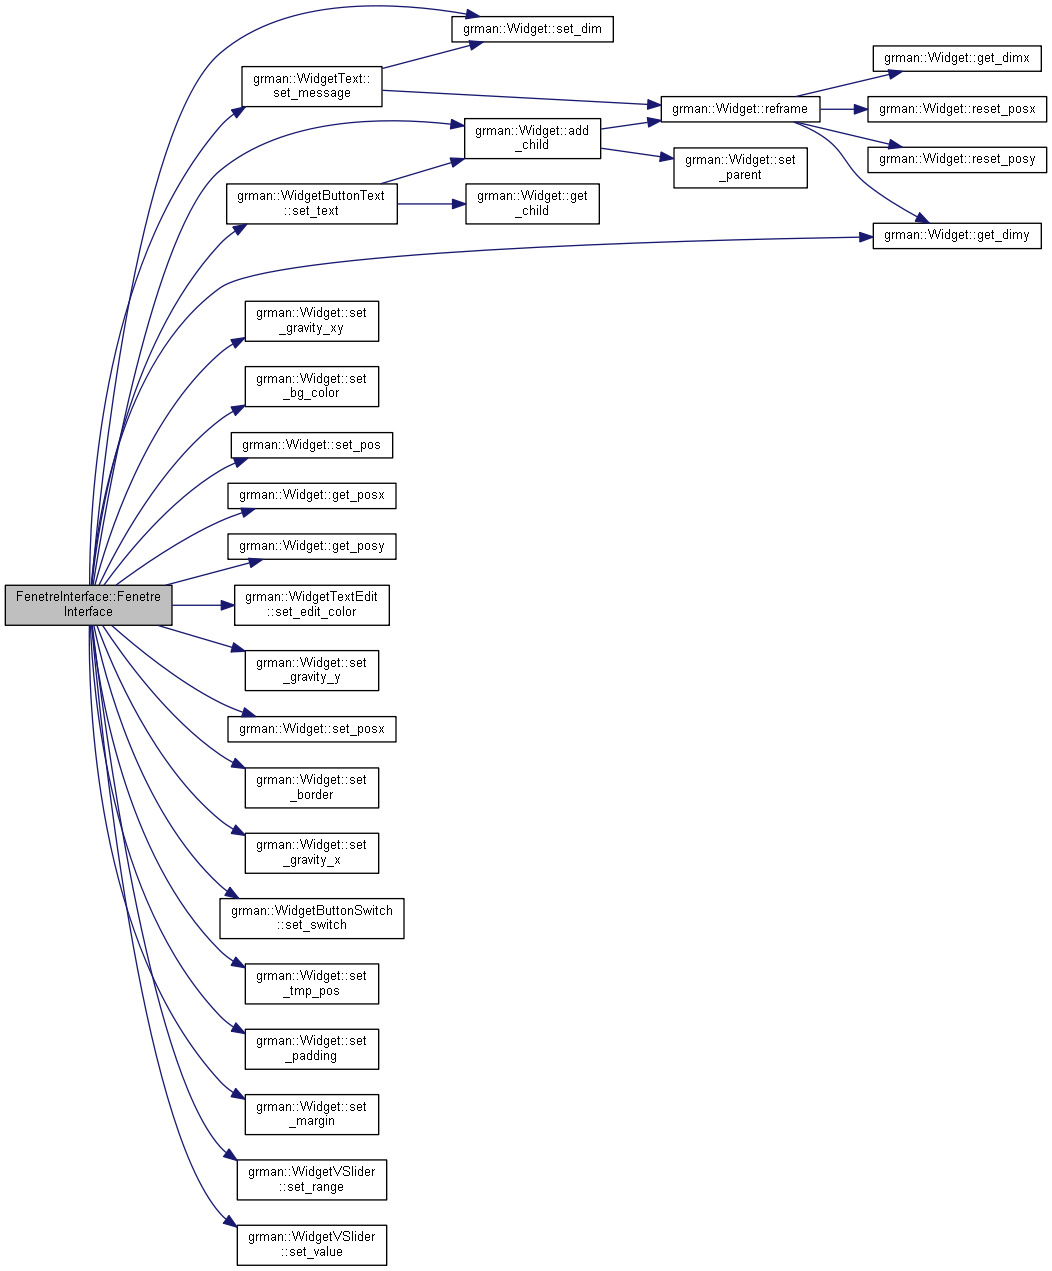 grman::Widget::set_dim
grman::WidgetText::
set_message
grman::Widget::get_dimx
grman::Widget::reframe
grman::Widget::reset_posx
grman::Widget::add
_child
grman::Widget::reset_posy
grman::Widget::set
_parent
grman::WidgetButtonText
::set_text
grman::Widget::get
_child
grman::Widget::get_dimy
grman::Widget::set
_gravity_xy
grman::Widget::set
_bg_color
grman::Widget::set_pos
grman::Widget::get_posx
grman::Widget::get_posy
FenetreInterface::Fenetre
Interface
grman::WidgetTextEdit
::set_edit_color
grman::Widget::set
_gravity_y
grman::Widget::set_posx
grman::Widget::set
_border
grman::Widget::set
_gravity_x
grman::WidgetButtonSwitch
::set_switch
grman::Widget::set
_tmp_pos
grman::Widget::set
_padding
grman::Widget::set
_margin
grman::WidgetVSlider
::set_range
grman::WidgetVSlider
::set_value